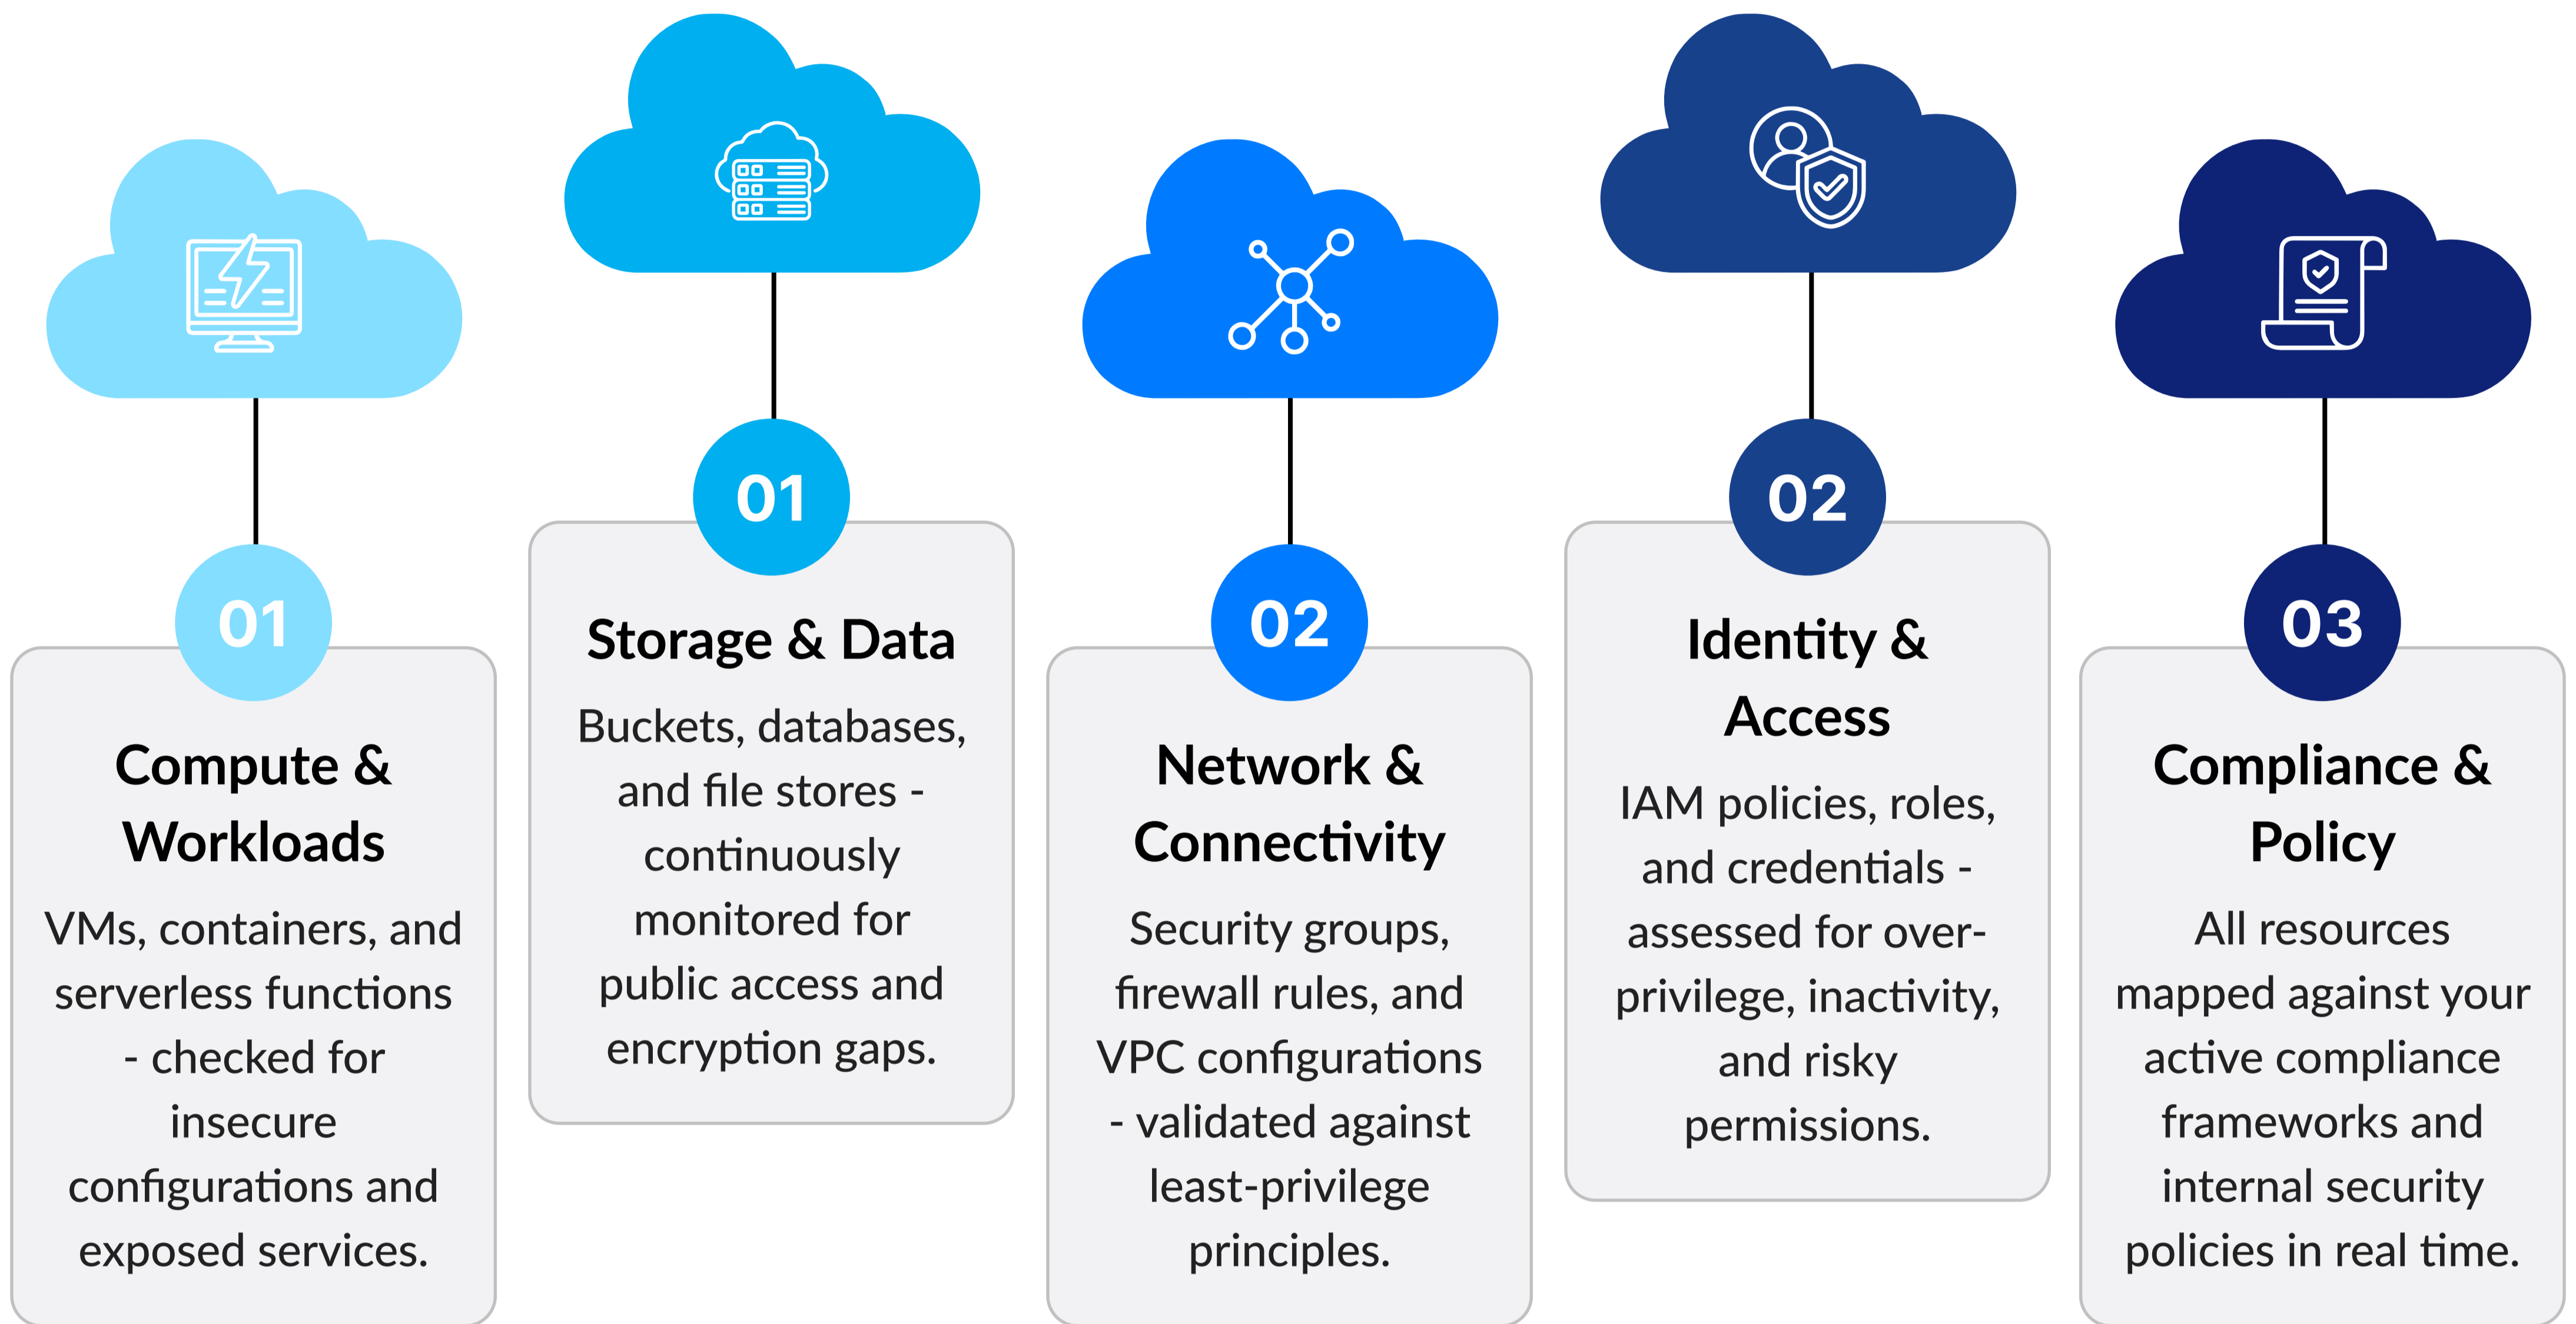 01
Compute &
Workloads
VMs, containers, and
serverless functions
- checked for
insecure
configurations and
exposed services.
01
Storage & Data
Buckets, databases,
and file stores -
continuously
monitored for
public access and
encryption gaps.
02
Network &
Connectivity
Security groups,
firewall rules, and
VPC configurations
- validated against
least-privilege
principles.
02
Identity &
Access
IAM policies, roles,
and credentials -
assessed for over-
privilege, inactivity,
and risky
permissions.
03
Compliance &
Policy
All resources
mapped against your
active compliance
frameworks and
internal security
policies in real time.